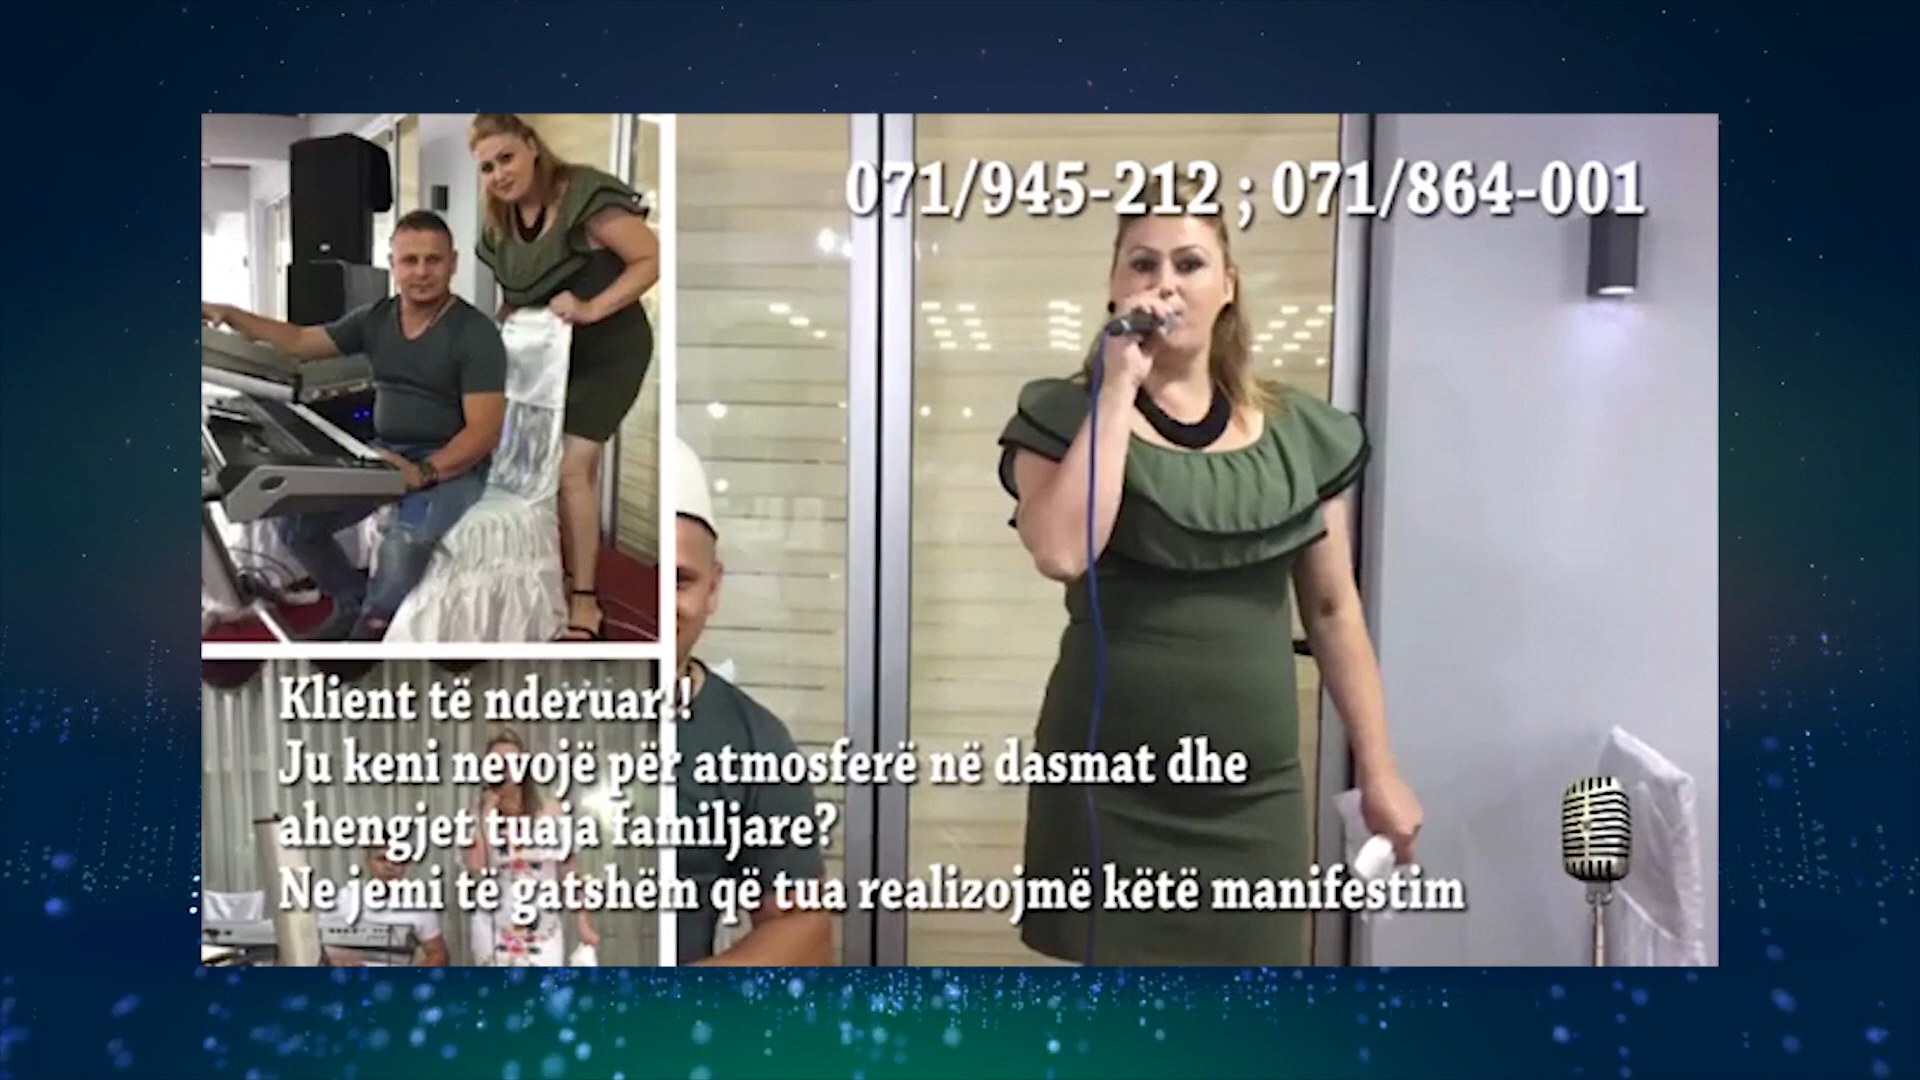 071/945-212 ; 071/864-001
Klient të nderuar!!
Ju keni nevojë për atmosferë në dasmat dhe
ahengjet tuaja familjare?
Ne jemi të gatshëm që tua realizojmë këtë manifestim